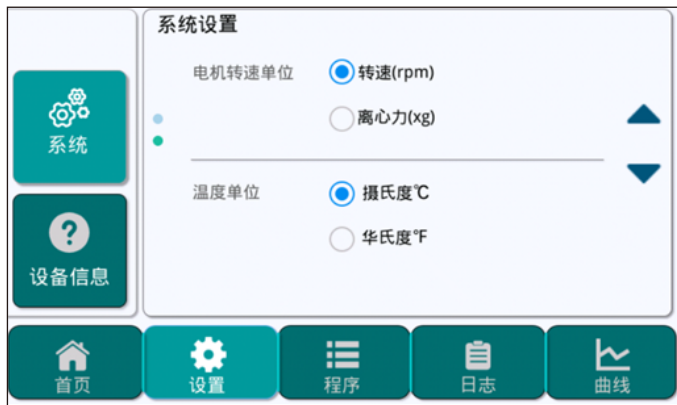 系统设置
电机转速单位
转速(rpm)
离心力(xg)
温度单位
摄氏度℃
华氏度℉
系统
设备信息
首页
设置
程序
日志
曲线